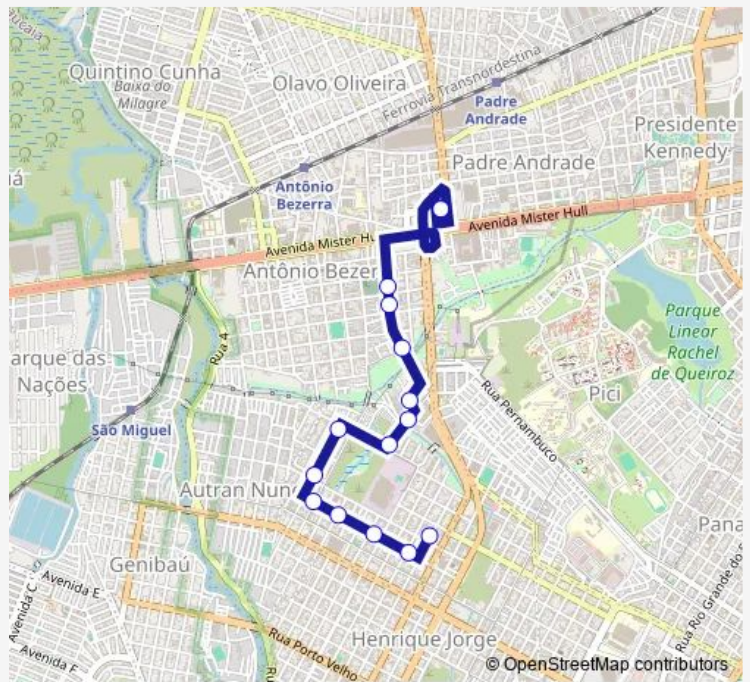 Quintino Cunha
Baixa do
Milagre
Olavo Oliveira
Ferrovia Transnordestina
Padre
Andrade
Presidente
Kennedy
Padre Andrade
Antônio
Bezerra
Avenida Mister Hu
Avenida Mister Hull
Antônio Bezer
Parque
Linear
Rachel
de Queiroz
Rua 4
arque das
Nações
Pici
São Miguel
Rua Pernambuco
Autran Nun
Pana
Genibaú
Avenida E
Avenida C
Rua Rio Grande do S
Henrique Jorge
Rua Porto Velho
Avenida F
Ru
© OpenStreetMap contributors